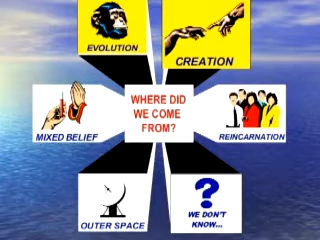 EVOLUTION
CREATION
WHERE DID
WE COME
FROM?
MIXED BELIEF
REINCARNATION
OUTER SPACE
?
WE DON'T
KNOW...